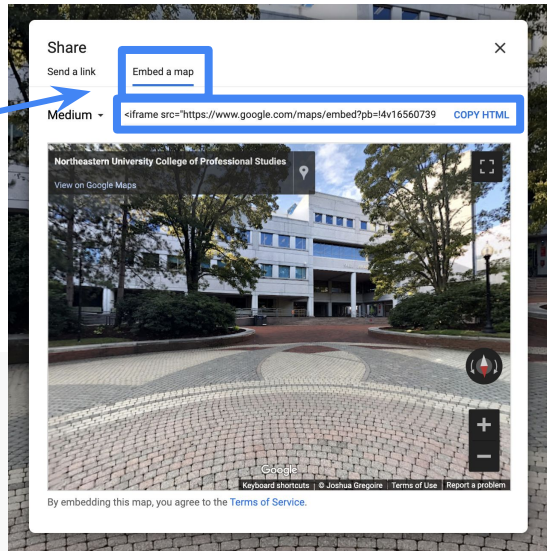 Share
Send a link
Embed a map
Medium
<iframe src="https://www.google.com/maps/embed?pb=!4v16560739
COPY HTML
Northeastern University College of Professional Studies
View on Google Maps
Google
Keyboard shortcuts
© Joshua Gregoire
Terms of Use
Report a problem
By embedding this map, you agree to the Terms of Service.